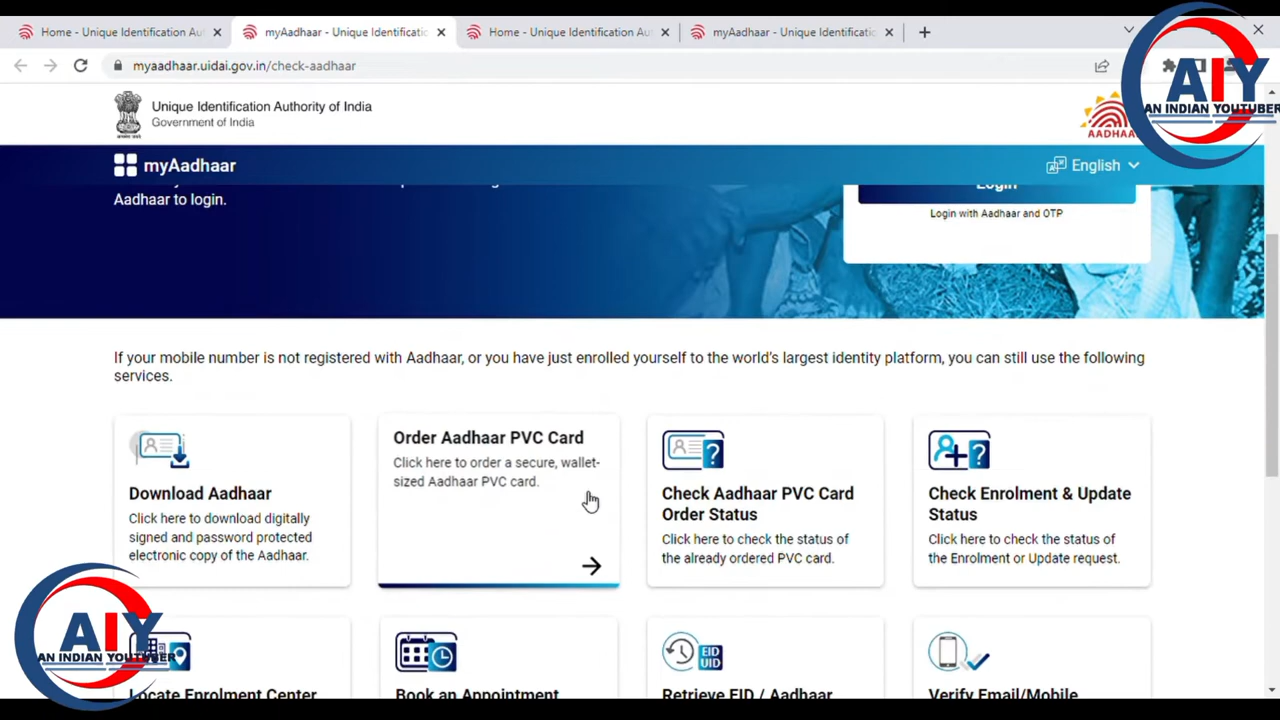 Home - Unique Identification Au
myAadhaar - Unique Identificatio
Home - Unique Identification Au
myAadhaar - Unique Identificatio
myaadhaar.uidai.gov.in/check-aadhaar
AIY
AN INDIAN YOUTUBER
Unique Identification Authority of India
Government of India
AADHAA
myAadhaar
English
Aadhaar to login.
Login
Login with Aadhaar and OTP
If your mobile number is not registered with Aadhaar, or you have just enrolled yourself to the world's largest identity platform, you can still use the following
services.
Download Aadhaar
Click here to download digitally
signed and password protected
electronic copy of the Aadhaar.
Order Aadhaar PVC Card
Click here to order a secure, wallet-
sized Aadhaar PVC card.
Check Aadhaar PVC Card
Order Status
Click here to check the status of
the already ordered PVC card.
Check Enrolment & Update
Status
Click here to check the status of
the Enrolment or Update request.
AIY
AN INDIAN YOUTUBER
Locate Enrolment Center
Book an Appointment
EID
UID
Retrieve EID / Aadhaar
Verify Email/Mobile